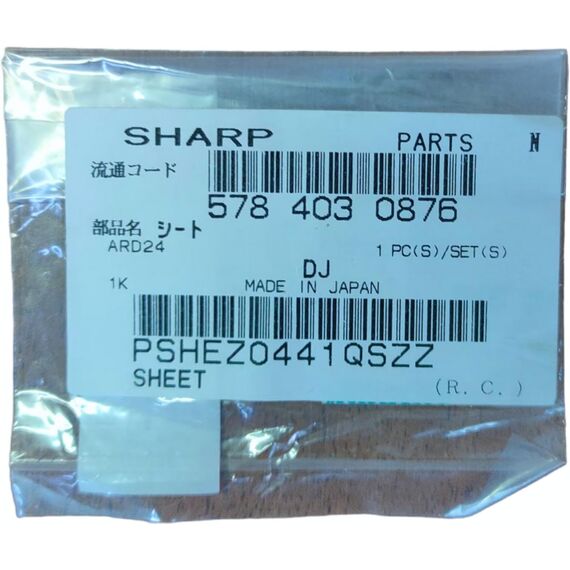 SHARP PARTS N
流通コード
578 403 0876
部品名 シート
ARD24 1 PC(S)/SET(S)
DJ
1K MADE IN JAPAN
PSHEZ0441QSZZ
SHEET (R. C.)